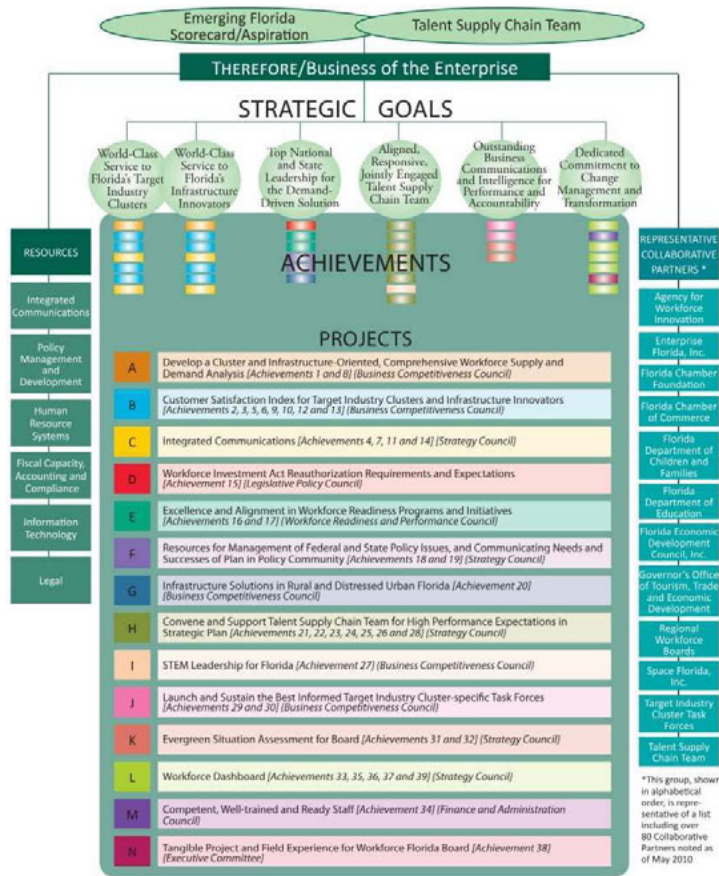 Emerging Florida
Scorecard/Aspiration
Talent Supply Chain Team
THEREFORE/Business of the Enterprise
STRATEGIC GOALS
World-Class
Service to
Florida's Target
Industry
Clusters
World-Class
Service to
Florida's
Infrastructure
Innovators
Top National
and State
Leadership for
the Demand-
Driven Solution
Aligned,
Responsive,
Jointly Engaged
Talent Supply
Chain Team
Outstanding
Business
Communications
and Intelligence for
Performance and
Accountability
Dedicated
Commitment to
Change
Management and
Transformation
RESOURCES
Integrated
Communications
Policy
Management
and
Development
Human
Resource
Systems
Fiscal Capacity,
Accounting and
Compliance
Information
Technology
Legal
ACHIEVEMENTS
PROJECTS
A
Develop a Cluster and Infrastructure-Oriented, Comprehensive Workforce Supply and
Demand Analysis [Achievements 1 and 8] (Business Competitiveness Council)
B
Customer Satisfaction Index for Target Industry Clusters and Infrastructure Innovators
[Achievements 2, 3, 5, 6, 9, 10, 12 and 13] (Business Competitiveness Council)
C
Integrated Communications [Achievements 4, 7, 11 and 14] (Strategy Council)
D
Workforce Investment Act Reauthorization Requirements and Expectations
[Achievement 15] (Legislative Policy Council)
E
Excellence and Alignment in Workforce Readiness Programs and Initiatives
[Achievements 16 and 17] (Workforce Readiness and Performance Council)
F
Resources for Management of Federal and State Policy Issues, and Communicating Needs and
Successes of Plan in Policy Community [Achievements 18 and 19] (Strategy Council)
G
Infrastructure Solutions in Rural and Distressed Urban Florida [Achievement 20]
(Business Competitiveness Council)
H
Convene and Support Talent Supply Chain Team for High Performance Expectations in
Strategic Plan [Achievements 21, 22, 23, 24, 25, 26 and 28] (Strategy Council)
I
STEM Leadership for Florida [Achievement 27] (Business Competitiveness Council)
J
Launch and Sustain the Best Informed Target Industry Cluster-specific Task Forces
[Achievements 29 and 30] (Business Competitiveness Council)
K
Evergreen Situation Assessment for Board [Achievements 31 and 32] (Strategy Council)
L
Workforce Dashboard [Achievements 33, 35, 36, 37 and 39] (Strategy Council)
M
Competent, Well-trained and Ready Staff [Achievement 34] (Finance and Administration
Council)
N
Tangible Project and Field Experience for Workforce Florida Board [Achievement 38]
(Executive Committee)
REPRESENTATIVE
COLLABORATIVE
PARTNERS *
Agency for
Workforce
Innovation
Enterprise
Florida, Inc.
Florida Chamber
Foundation
Florida Chamber
of Commerce
Florida
Department of
Children and
Families
Florida
Department of
Education
Florida Economic
Development
Council, Inc.
Governor's Office
of Tourism, Trade
and Economic
Development
Regional
Workforce
Boards
Space Florida,
Inc.
Target Industry
Cluster Task
Forces
Talent Supply
Chain Team
*This group, shown
in alphabetical
order, is repre-
sentative of a list
including over
80 Collaborative
Partners noted as
of May 2010